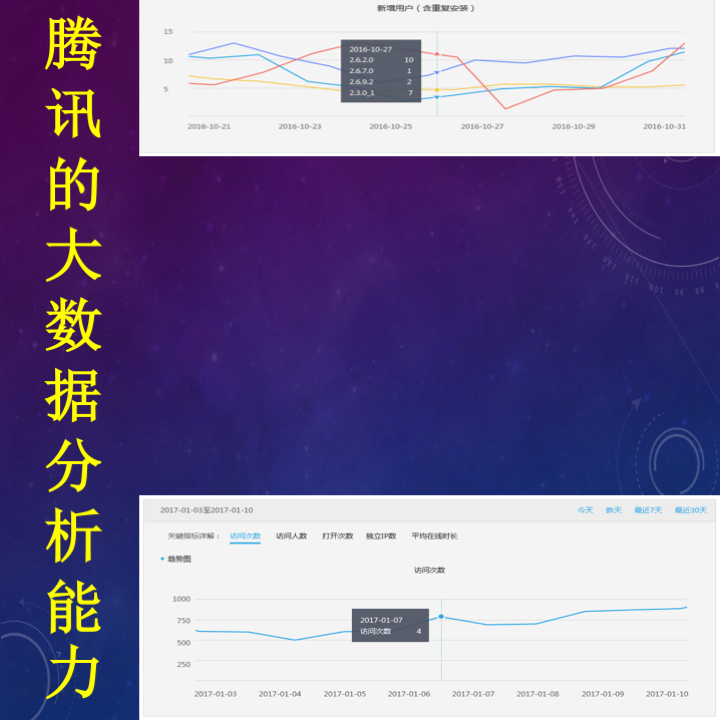 腾讯的大数据分析能力
新增用户（含重复安装）
15
10
5
2016-10-27
2.6.2.0 10
2.6.7.0 1
2.6.9.2 2
2.3.0_1 7
2016-10-21 2016-10-23 2016-10-25 2016-10-27 2016-10-29 2016-10-31
2017-01-03至2017-01-10 今天 昨天 最近7天 最近30天
关键指标详解： 访问次数 访问人数 打开次数 独立IP数 平均在线时长
趋势图
访问次数
1000
750
500
250
2017-01-07
访问次数 4
2017-01-03 2017-01-04 2017-01-05 2017-01-06 2017-01-07 2017-01-08 2017-01-09 2017-01-10